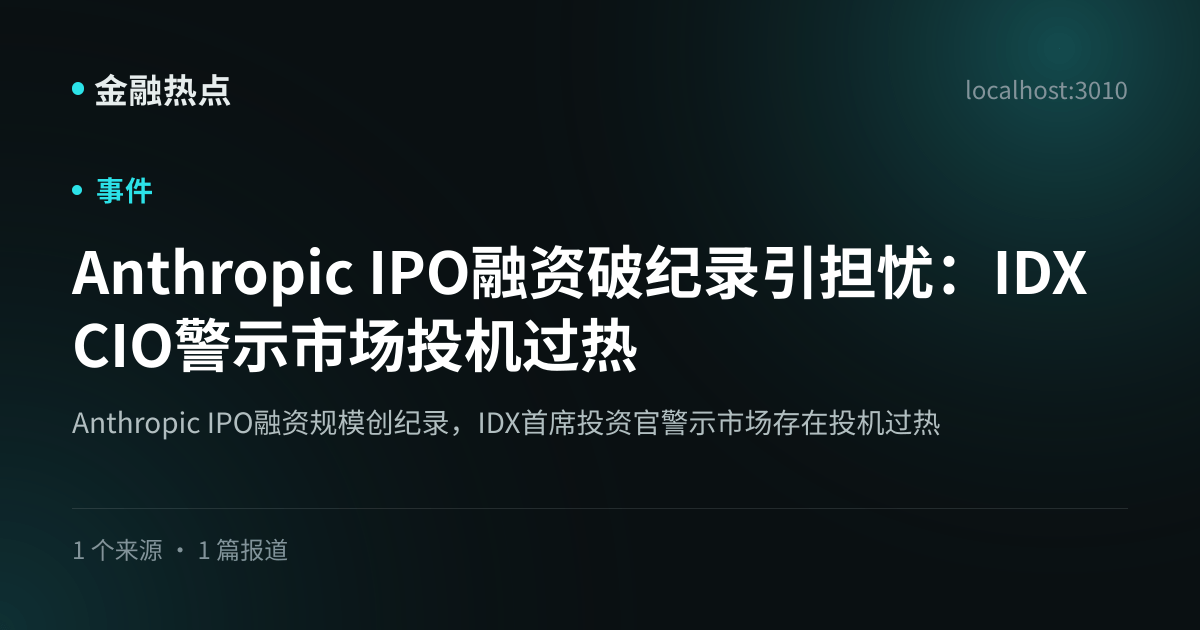 金融热点
localhost:3010
事件
Anthropic IPO融资破纪录引担忧：IDX
CIO警示市场投机过热
Anthropic IPO融资规模创纪录，IDX首席投资官警示市场存在投机过热
1 个来源 · 1 篇报道